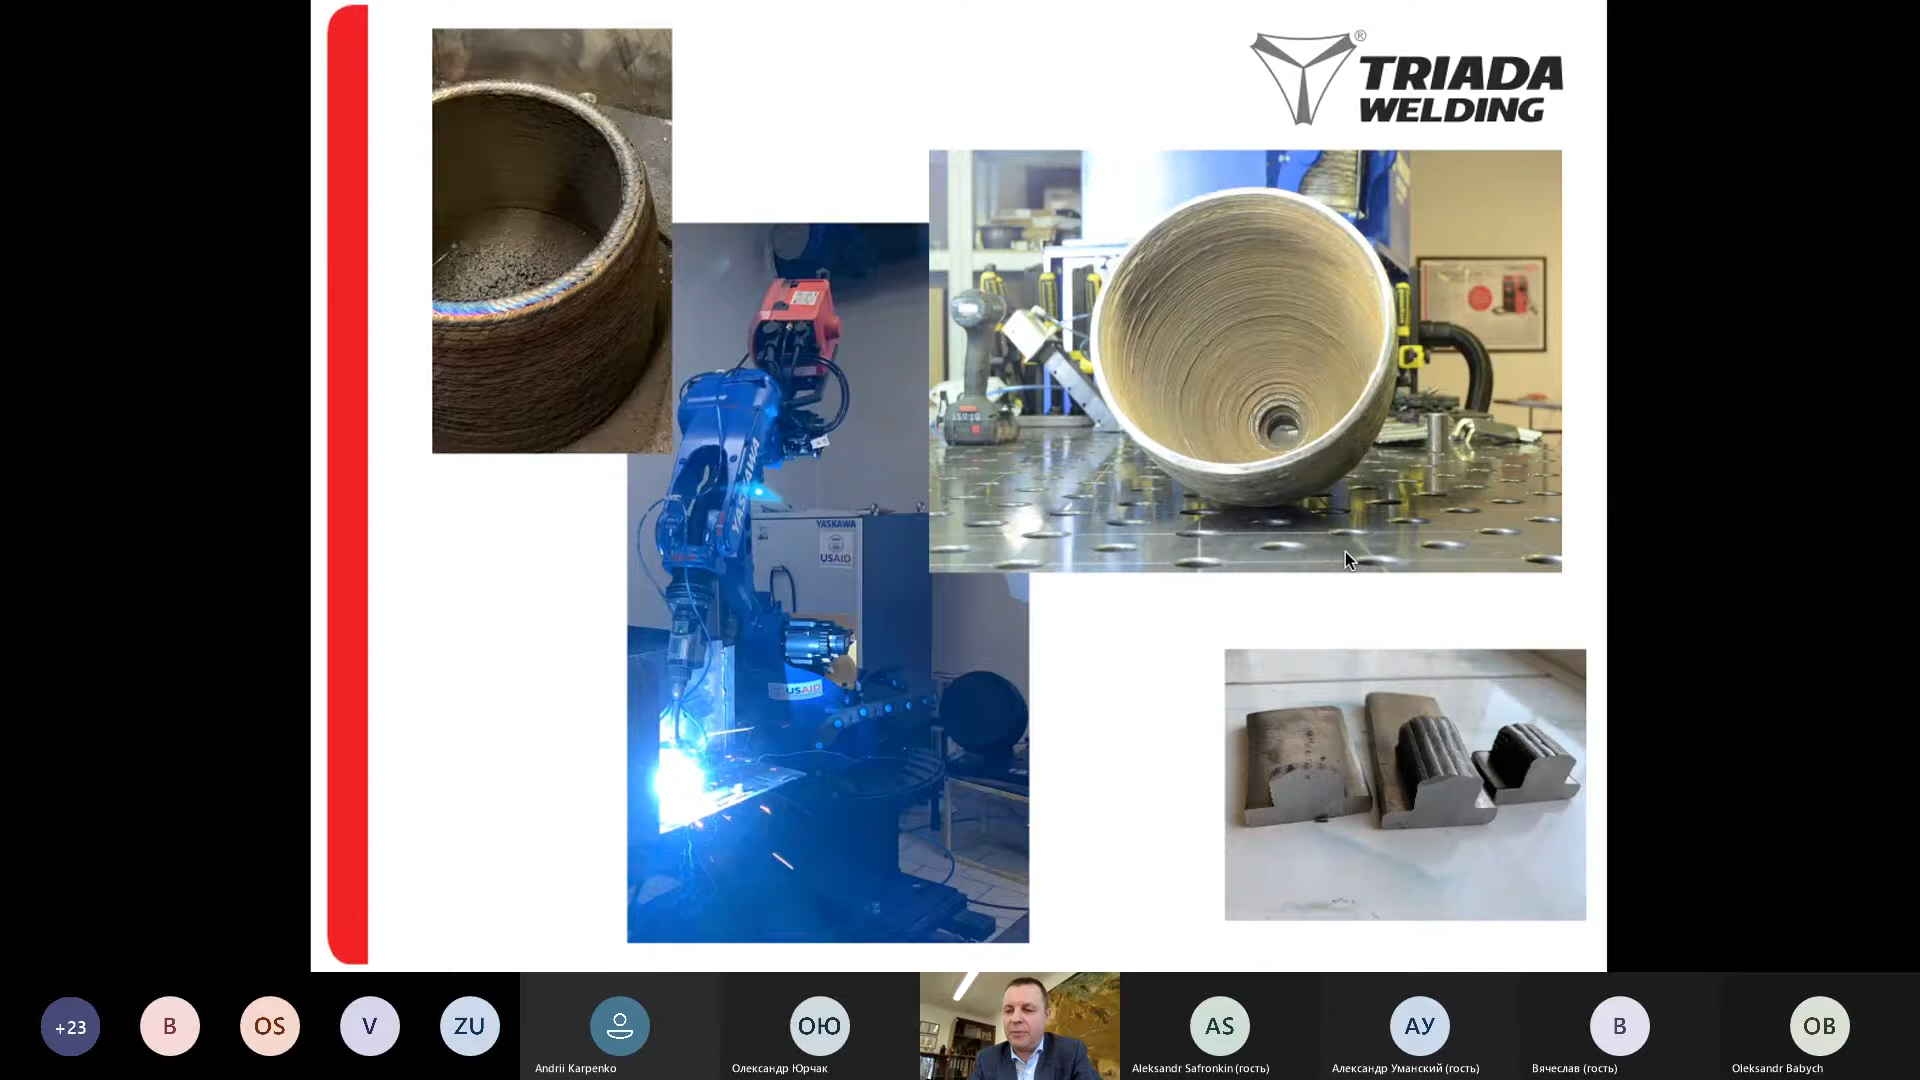 ®
TRIADA
WELDING
YASKAWA
YASKAWA
USAID
USAID
+23
B
OS
V
ZU
Andrii Karpenko
ОЮ
Олександр Юрчак
AS
Aleksandr Safronkin (гость)
АУ
Александр Уманский (гость)
В
Вячеслав (гость)
OB
Oleksandr Babych